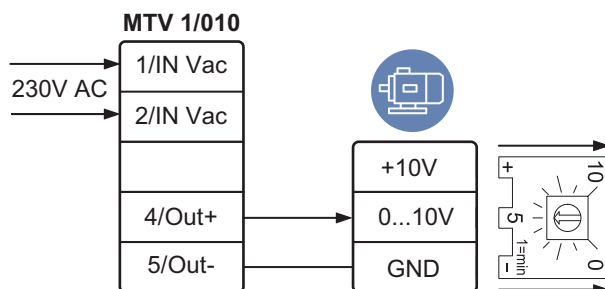 MTV 1/010
230V AC
1/IN Vac
2/IN Vac
4/Out+
5/Out-
+10V
0...10V
GND
+ 5 -
1=min
10
0